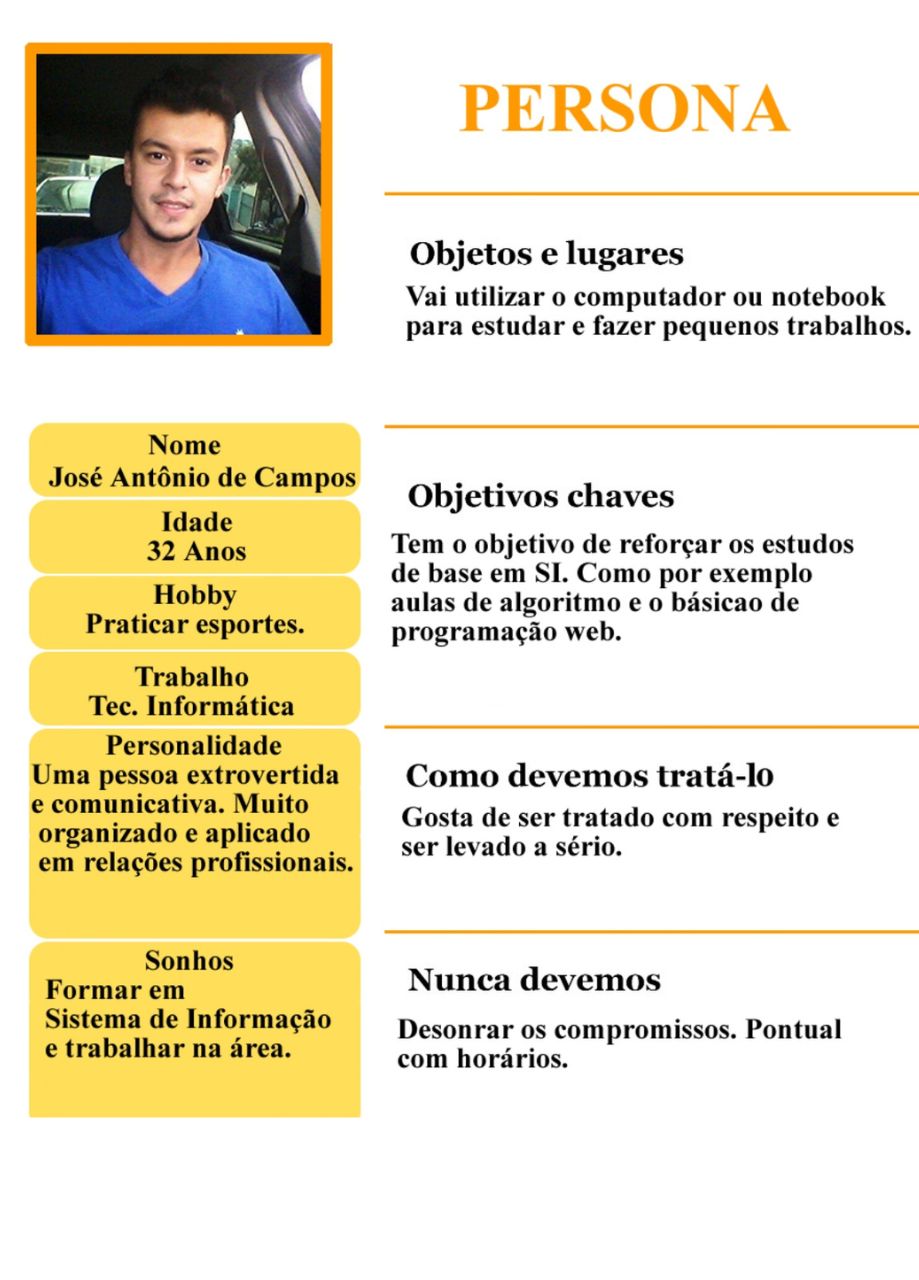 PERSONA
Objetos e lugares
Vai utilizar o computador ou notebook
para estudar e fazer pequenos trabalhos.
Nome
José Antônio de Campos
Idade
32 Anos
Hobby
Praticar esportes.
Trabalho
Tec. Informática
Personalidade
Uma pessoa extrovertida
e comunicativa. Muito
organizado e aplicado
em relações profissionais.
Sonhos
Formar em
Sistema de Informação
e trabalhar na área.
Objetivos chaves
Tem o objetivo de reforçar os estudos
de base em SI. Como por exemplo
aulas de algoritmo e o básicao de
programação web.
Como devemos tratá-lo
Gosta de ser tratado com respeito e
ser levado a sério.
Nunca devemos
Desonrar os compromissos. Pontual
com horários.